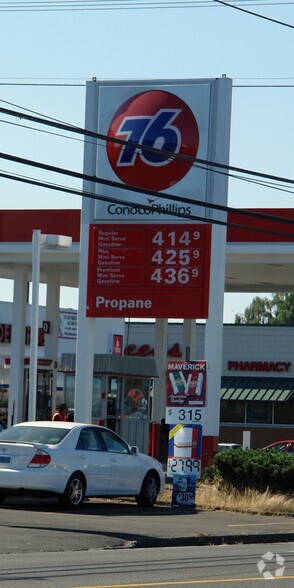 76
ConocoPhillips
Regular
Mini Serve
Gasoline
414 9
Plus
Mini Serve
Gasoline
425 9
Premium
Mini Serve
Gasoline
436 9
Propane
PHARMACY
MAVERICK
$ 315
27.99